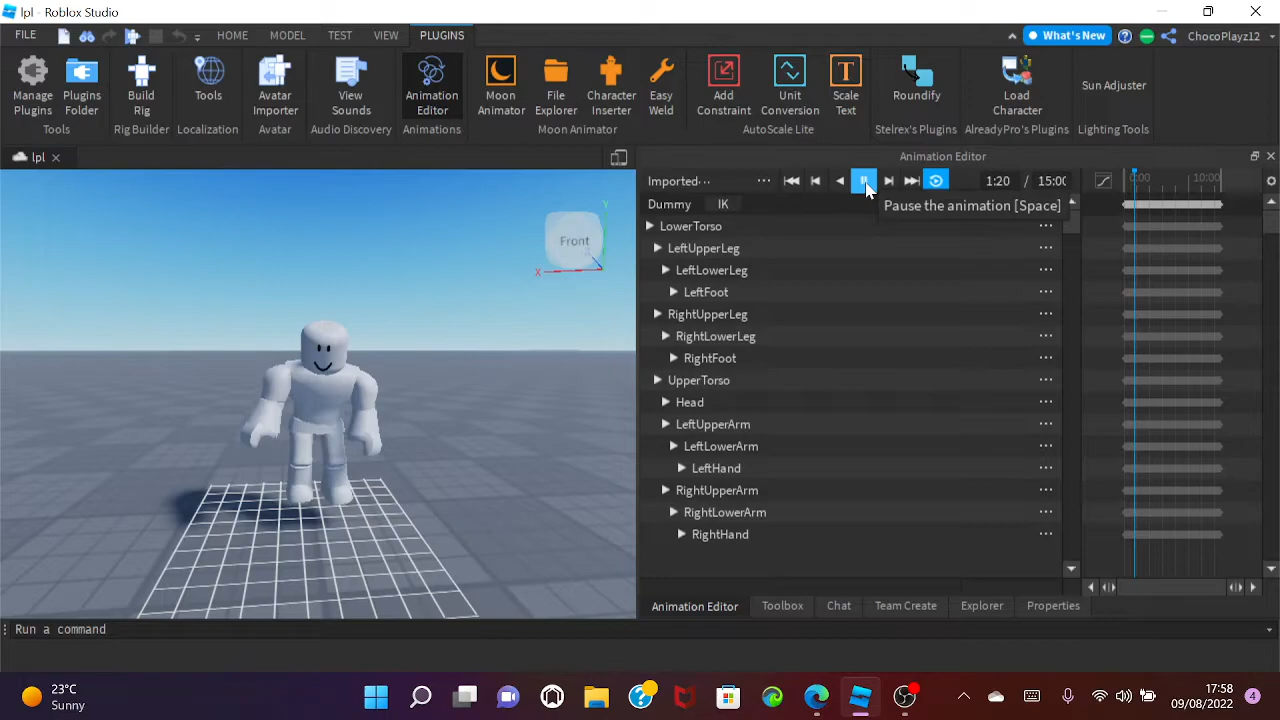 lpl - Roblox Studio
FILE HOME MODEL TEST VIEW PLUGINS What's New ChocoPlayz12
Manage Plugins
Plugins Folder
Tools
Build Rig
Rig Builder
Tools
Localization
Avatar Importer
Avatar
View Sounds
Audio Discovery
Animation Editor
Animations
Moon Animator
File Explorer
Character Inserter
Easy Weld
Moon Animator
Add Constraint
Unit Conversion
Scale Text
AutoScale Lite
Roundify
Stelrex's Plugins
Load Character
AlreadyPro's Plugins
Sun Adjuster
Lighting Tools
lpl
Front
X
Y
Animation Editor
Imported··· 1:20 / 15:00 0:00 10:00
Pause the animation [Space]
Dummy IK
LowerTorso
LeftUpperLeg
LeftLowerLeg
LeftFoot
RightUpperLeg
RightLowerLeg
RightFoot
UpperTorso
Head
LeftUpperArm
LeftLowerArm
LeftHand
RightUpperArm
RightLowerArm
RightHand
Animation Editor Toolbox Chat Team Create Explorer Properties
Run a command
23°C
Sunny
17:58
09/08/2022
4